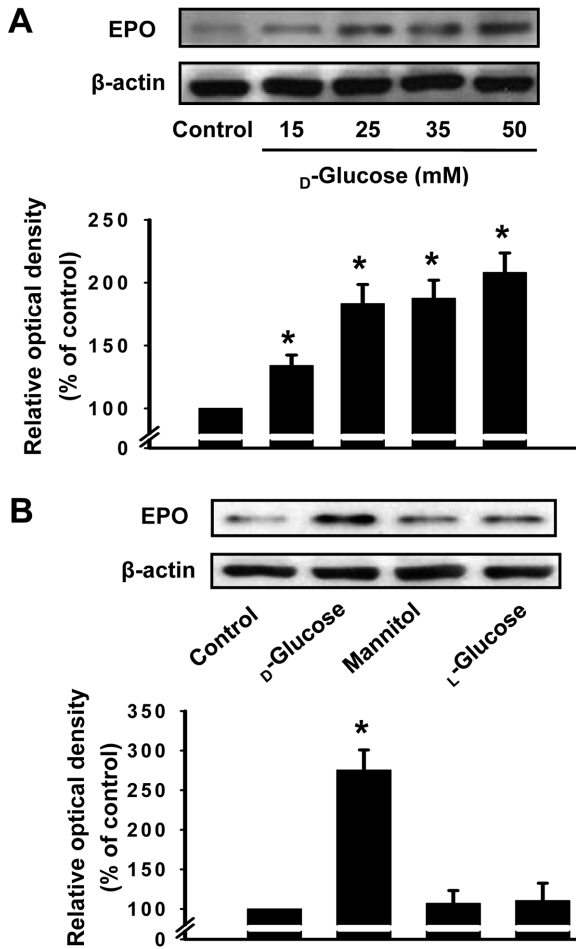 A
EPO
β-actin
Control 15 25 35 50
D-Glucose (mM)
Relative optical density
(% of control)
250
200
150
100
0
* * * *
B
EPO
β-actin
Control D-Glucose Mannitol L-Glucose
Relative optical density
(% of control)
350
300
250
200
150
100
0
*